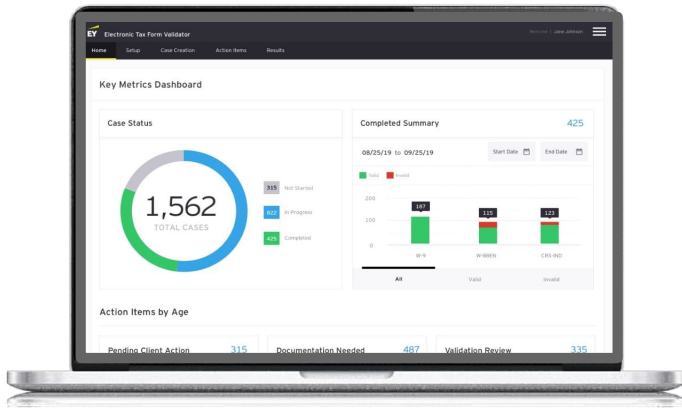 EY Electronic Tax Form Validator
Welcome | Jane Johnson
Home Setup Case Creation Action Items Results
Key Metrics Dashboard
Case Status
1,562
TOTAL CASES
315 Not Started
822 In Progress
425 Completed
Completed Summary 425
08/25/19 to 09/25/19 Start Date End Date
Valid Invalid
200
100
0
187
115
123
W-9 W-8BEN CRS-IND
All Valid Invalid
Action Items by Age
Pending Client Action 315 Documentation Needed 487 Validation Review 335